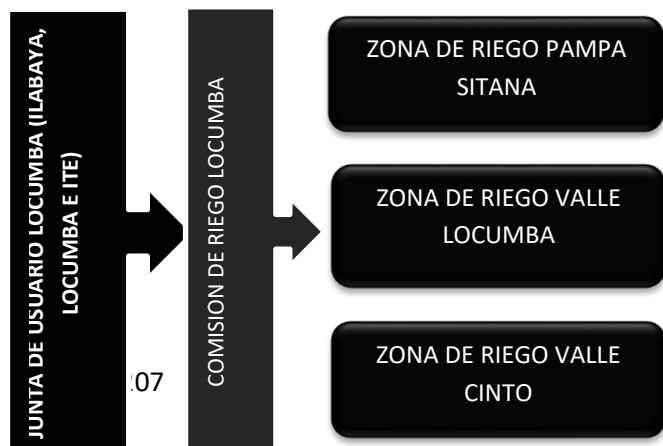 JUNTA DE USUARIO LOCUMBA (ILABAYA,
LOCUMBA E ITE)
COMISION DE RIEGO LOCUMBA
ZONA DE RIEGO PAMPA
SITANA
ZONA DE RIEGO VALLE
LOCUMBA
ZONA DE RIEGO VALLE
CINTO
207